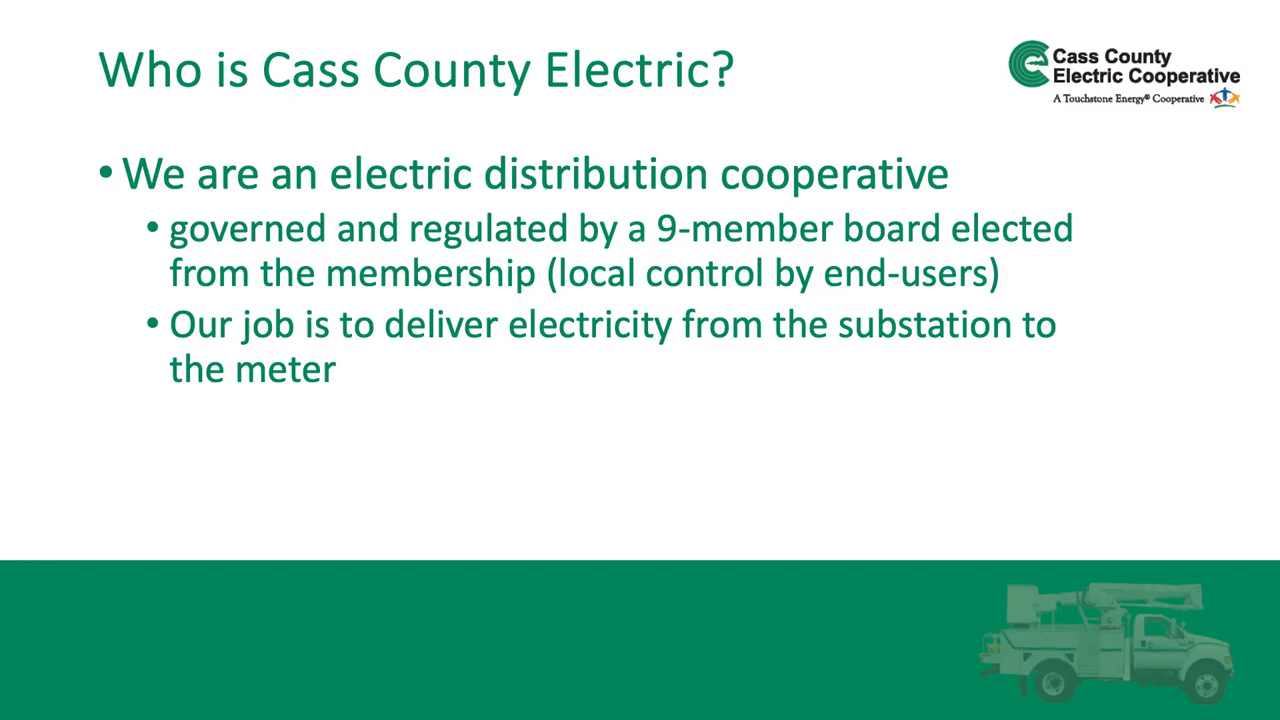 Who is Cass County Electric?
Cass County
Electric Cooperative
A Touchstone Energy® Cooperative
• We are an electric distribution cooperative
• governed and regulated by a 9-member board elected
from the membership (local control by end-users)
• Our job is to deliver electricity from the substation to
the meter